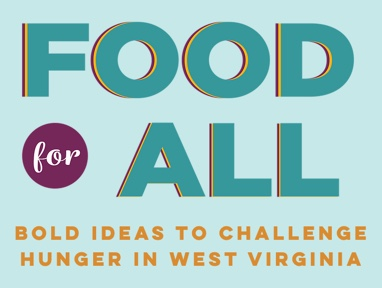 FOOD
for ALL
BOLD IDEAS TO CHALLENGE
HUNGER IN WEST VIRGINIA